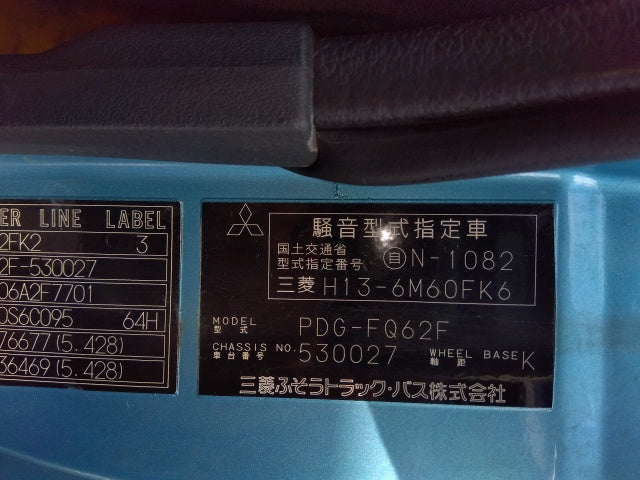 ER LINE LABEL
2FK2 3
2F-530027
06A2F7701
0S6C095 64H
76677(5.428)
36469(5.428)
騒音型式指定車
国土交通省
型式指定番号 自N-1082
三菱 H13-6M60FK6
MODEL
型式 PDG-FQ62F
CHASSIS NO.
車台番号 530027 WHEEL BASE
軸距 K
三菱ふそうトラック・バス株式会社